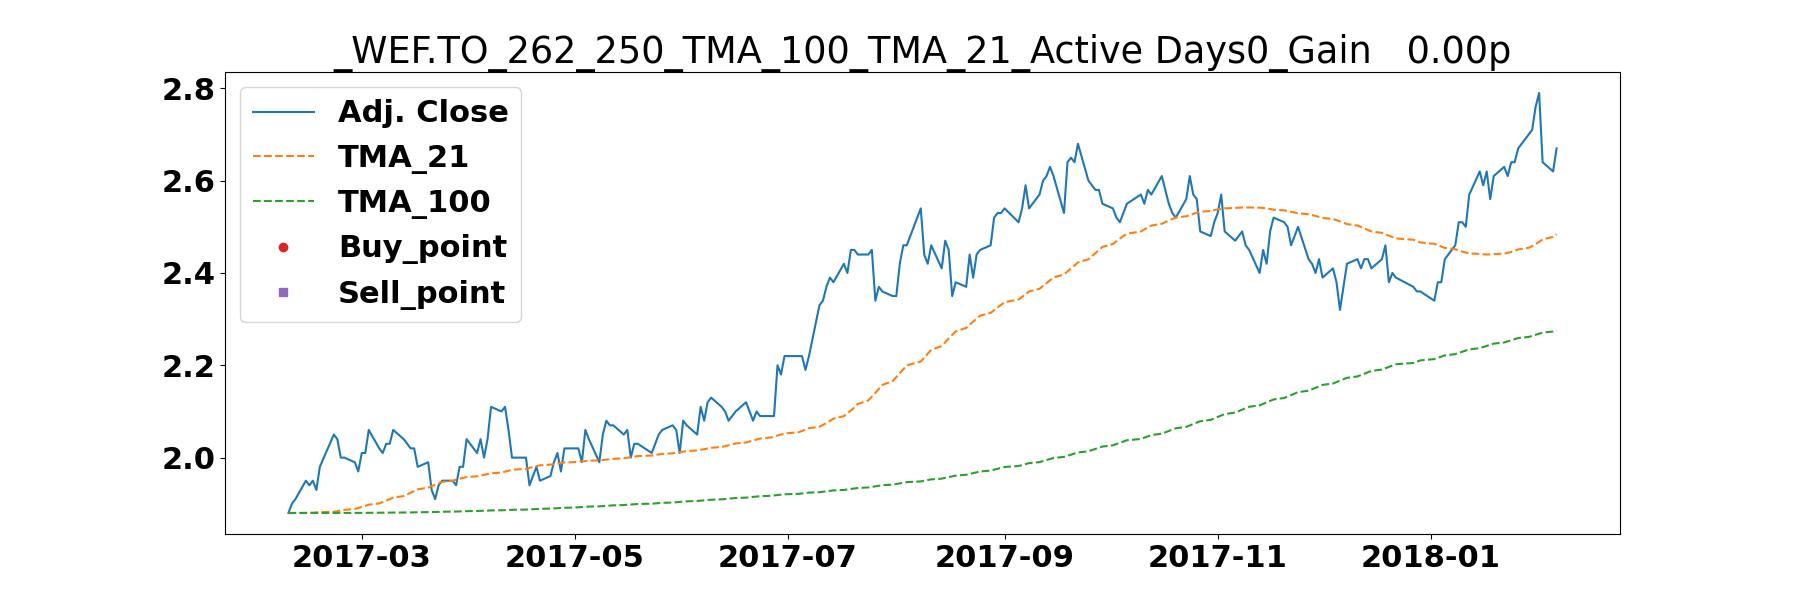 _WEF.TO_262_250_TMA_100_TMA_21_Active Days0_Gain   0.00p
2.8
2.6
2.4
2.2
2.0
Adj. Close
TMA_21
TMA_100
Buy_point
Sell_point
2017-03 2017-05 2017-07 2017-09 2017-11 2018-01